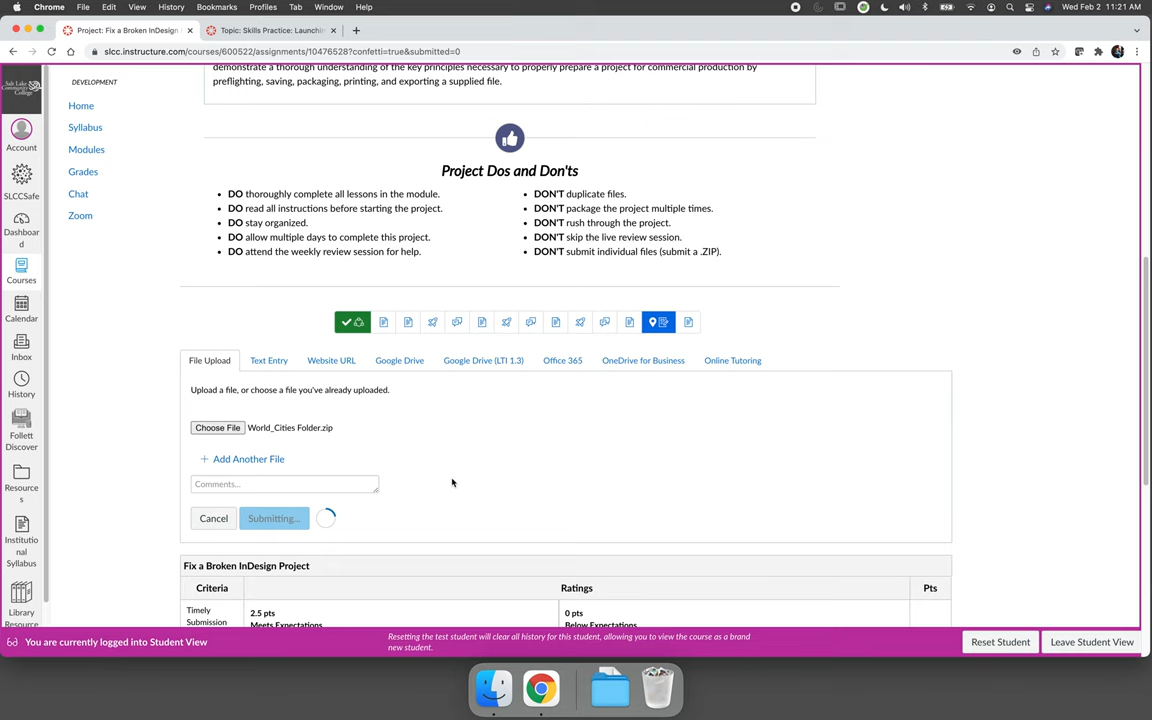 Chrome File Edit View History Bookmarks Profiles Tab Window Help
Wed Feb 2 11:21 AM
Project: Fix a Broken InDesign
Topic: Skills Practice: Launchi
slcc.instructure.com/courses/600522/assignments/10476528?confetti=true&submitted=0
Salt Lake
Community
College
Account
SLCCSafe
Dashboar
d
Courses
Calendar
Inbox
History
Follett
Discover
Resource
s
Institutio
nal
Syllabus
Library
Resource
DEVELOPMENT
Home
Syllabus
Modules
Grades
Chat
Zoom
demonstrate a thorough understanding of the key principles necessary to properly prepare a project for commercial production by
preflighting, saving, packaging, printing, and exporting a supplied file.
Project Dos and Don'ts
DO thoroughly complete all lessons in the module.
DO read all instructions before starting the project.
DO stay organized.
DO allow multiple days to complete this project.
DO attend the weekly review session for help.
DON'T duplicate files.
DON'T package the project multiple times.
DON'T rush through the project.
DON'T skip the live review session.
DON'T submit individual files (submit a .ZIP).
File Upload Text Entry Website URL Google Drive Google Drive (LTI 1.3) Office 365 OneDrive for Business Online Tutoring
Upload a file, or choose a file you've already uploaded.
Choose File World_Cities Folder.zip
+ Add Another File
Comments...
Cancel Submitting...
Fix a Broken InDesign Project
Criteria Ratings Pts
Timely
Submission
2.5 pts
Meets Expectations
0 pts
Below Expectations
You are currently logged into Student View
Resetting the test student will clear all history for this student, allowing you to view the course as a brand
new student.
Reset Student Leave Student View